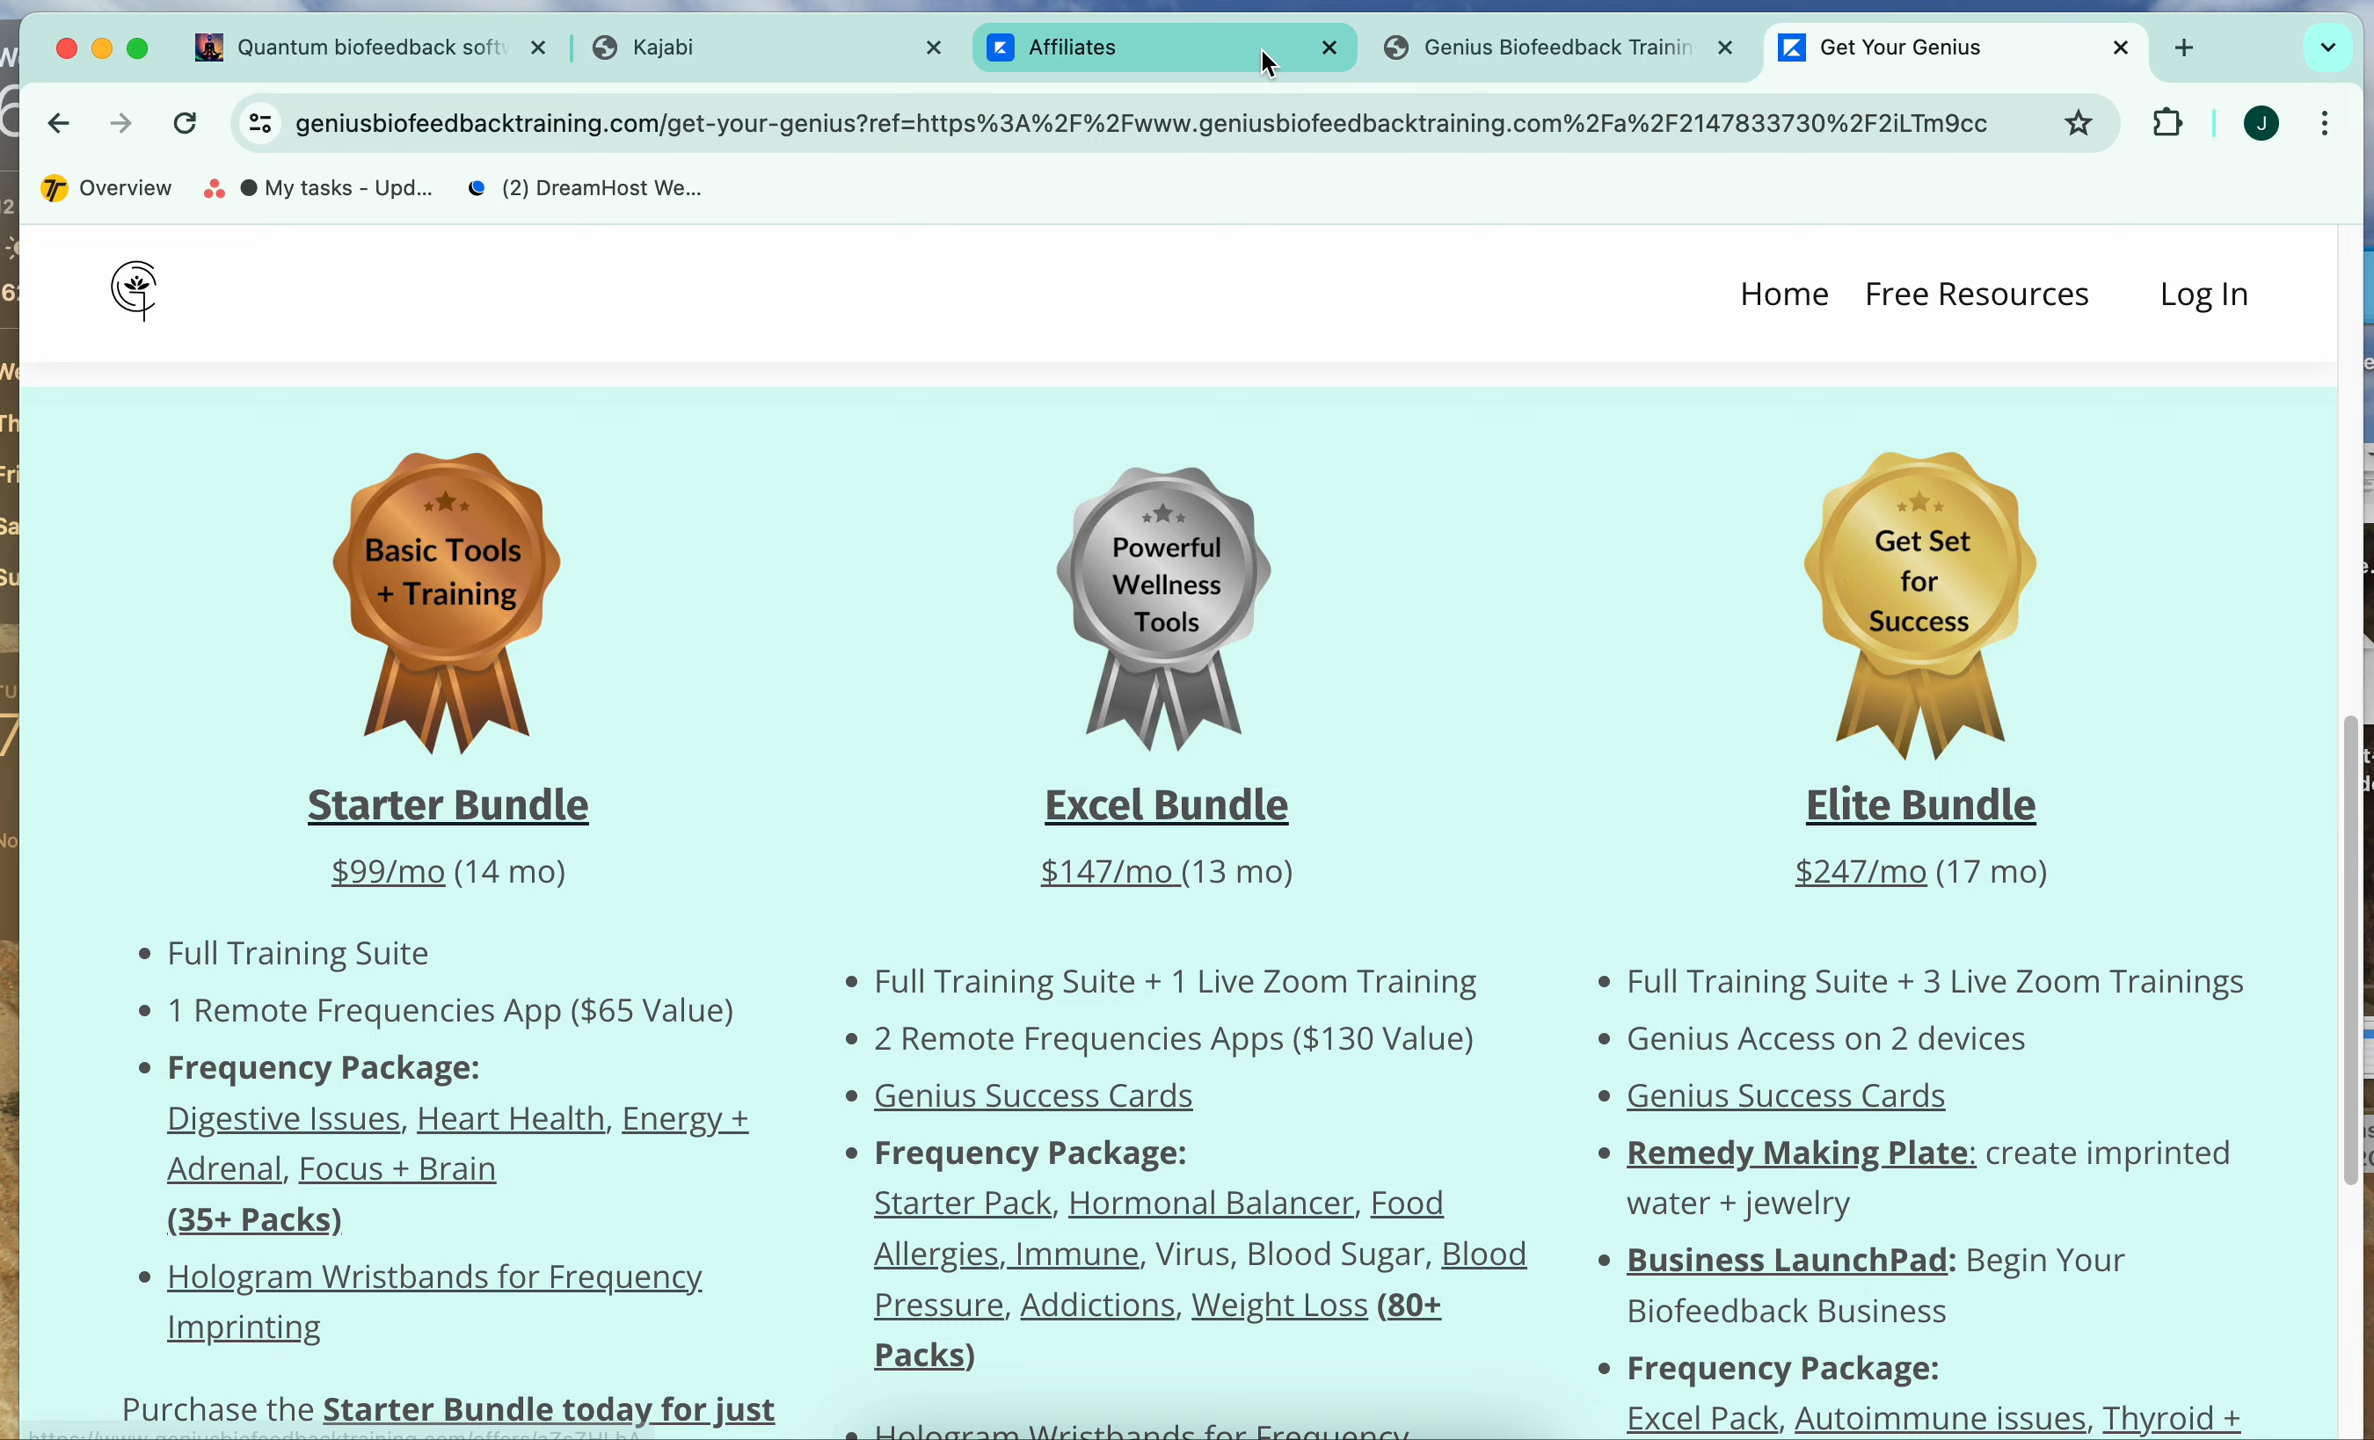 Quantum biofeedback soft
Kajabi
Affiliates
Genius Biofeedback Trainin
Get Your Genius
geniusbiofeedbacktraining.com/get-your-genius?ref=https%3A%2F%2Fwww.geniusbiofeedbacktraining.com%2Fa%2F2147833730%2F2iLTm9cc
J
Overview
My tasks - Upd...
(2) DreamHost We...
Home
Free Resources
Log In
Basic Tools
+ Training
Powerful
Wellness
Tools
Get Set
for
Success
Starter Bundle
$99/mo (14 mo)
• Full Training Suite
• 1 Remote Frequencies App ($65 Value)
• Frequency Package:
Digestive Issues, Heart Health, Energy +
Adrenal, Focus + Brain
(35+ Packs)
• Hologram Wristbands for Frequency
Imprinting
Purchase the Starter Bundle today for just
Excel Bundle
$147/mo (13 mo)
• Full Training Suite + 1 Live Zoom Training
• 2 Remote Frequencies Apps ($130 Value)
• Genius Success Cards
• Frequency Package:
Starter Pack, Hormonal Balancer, Food
Allergies, Immune, Virus, Blood Sugar, Blood
Pressure, Addictions, Weight Loss (80+
Packs)
• Hologram Wristbands for Frequency
Elite Bundle
$247/mo (17 mo)
• Full Training Suite + 3 Live Zoom Trainings
• Genius Access on 2 devices
• Genius Success Cards
• Remedy Making Plate: create imprinted
water + jewelry
• Business LaunchPad: Begin Your
Biofeedback Business
• Frequency Package:
Excel Pack, Autoimmune issues, Thyroid +